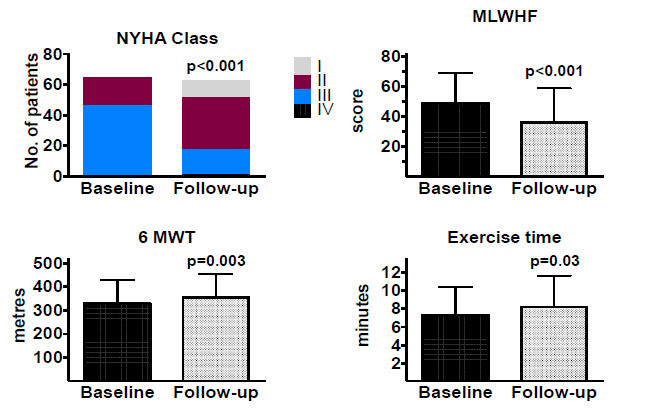 NYHA Class
No. of patients
80
60
40
20
0
p<0.001
Baseline
Follow-up
I
II
III
IV
MLWHF
score
80
60
40
20
p<0.001
Baseline
Follow-up
6 MWT
metres
500
400
300
200
100
p=0.003
Baseline
Follow-up
Exercise time
minutes
12
10
8
6
4
2
p=0.03
Baseline
Follow-up